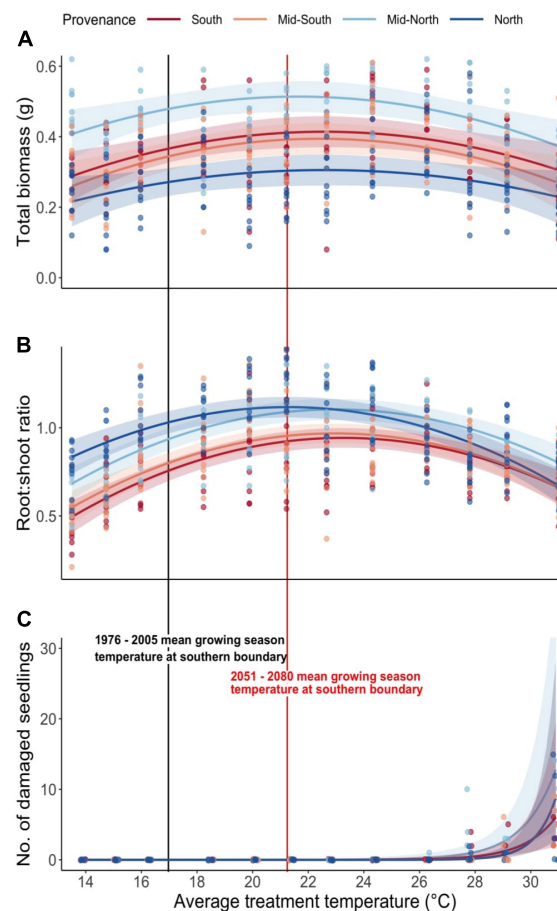 Provenance South Mid-South Mid-North North
A
Total biomass (g)
0.6
0.4
0.2
0.0
B
Root:shoot ratio
1.0
0.5
C
No. of damaged seedlings
30
20
10
0
1976 - 2005 mean growing season
temperature at southern boundary
2051 - 2080 mean growing season
temperature at southern boundary
14 16 18 20 22 24 26 28 30
Average treatment temperature (°C)